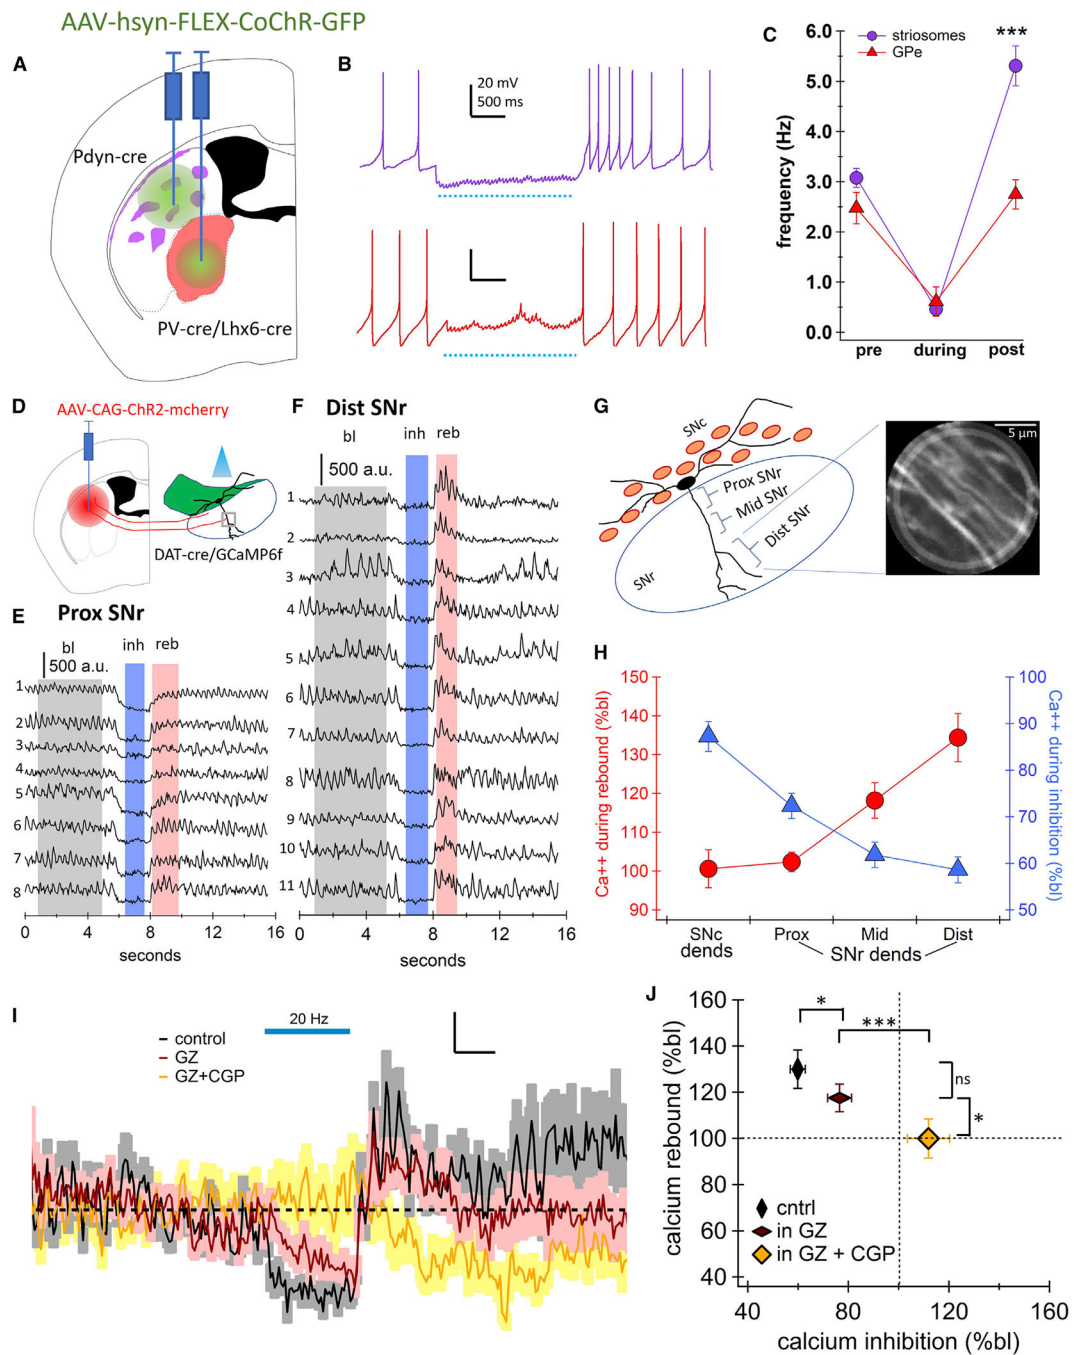 AAV-hsyn-FLEX-CoChR-GFP
A
Pdyn-cre
PV-cre/Lhx6-cre
B
20 mV
500 ms
C
striosomes
GPe
***
frequency (Hz)
6.0
5.0
4.0
3.0
2.0
1.0
0.0
pre during post
D
AAV-CAG-ChR2-mcherry
DAT-cre/GCaMP6f
E Prox SNr
bl inh reb
500 a.u.
1
2
3
4
5
6
7
8
0 4 8 12 16
seconds
F Dist SNr
bl inh reb
500 a.u.
1
2
3
4
5
6
7
8
9
10
11
0 4 8 12 16
seconds
G
SNc
Prox SNr
Mid SNr
Dist SNr
SNr
5 µm
H
Ca++ during rebound (%bl)
150
140
130
120
110
100
90
Ca++ during inhibition (%bl)
100
90
80
70
60
50
SNc dends
Prox Mid Dist
SNr dends
I
20 Hz
control
GZ
GZ+CGP
J
calcium rebound (%bl)
160
140
120
100
80
60
40
*
***
ns
*
cntrl
in GZ
in GZ + CGP
40 80 120 160
calcium inhibition (%bl)